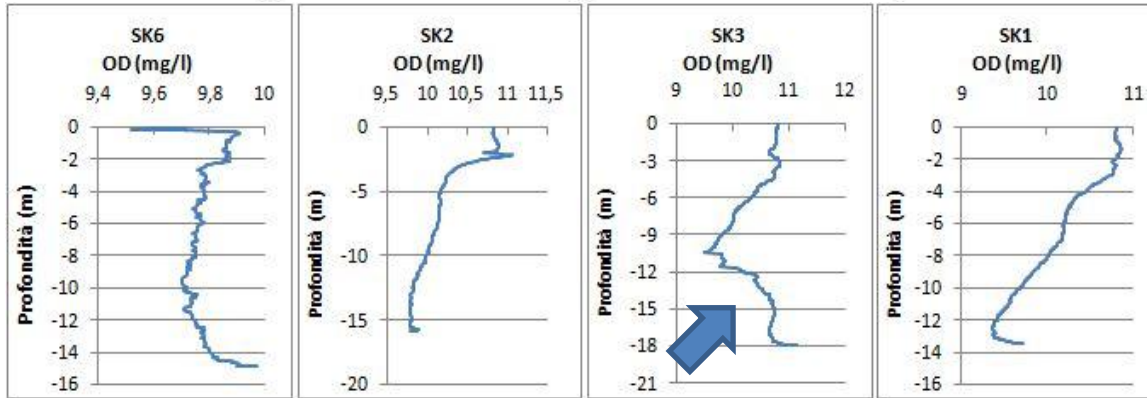 SK6
OD (mg/l)
9,4 9,6 9,8 10
0
-2
-4
-6
-8
-10
-12
-14
-16
Profondità (m)
SK2
OD (mg/l)
9,5 10 10,5 11 11,5
0
-5
-10
-15
-20
Profondità (m)
SK3
OD (mg/l)
9 10 11 12
0
-3
-6
-9
-12
-15
-18
-21
Profondità (m)
SK1
OD (mg/l)
9 10 11
0
-2
-4
-6
-8
-10
-12
-14
-16
Profondità (m)